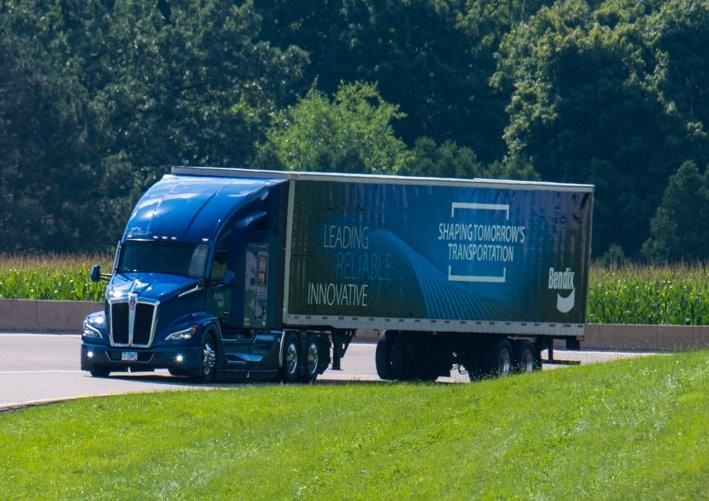 LEADING
RELIABLE
INNOVATIVE
SHAPING TOMORROW'S
TRANSPORTATION
Bendix